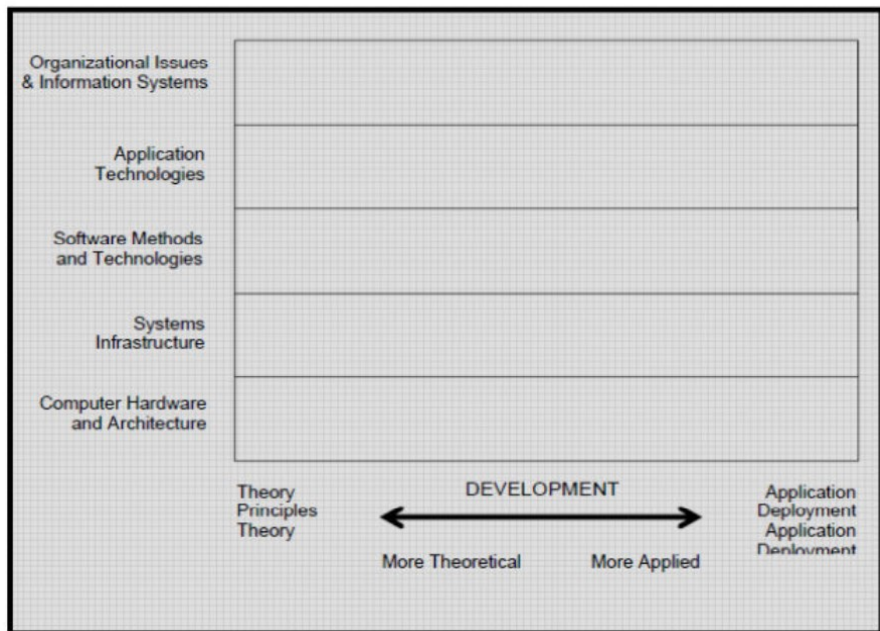 Organizational Issues
& Information Systems
Application
Technologies
Software Methods
and Technologies
Systems
Infrastructure
Computer Hardware
and Architecture
Theory
Principles
Theory
DEVELOPMENT
More Theoretical
More Applied
Application
Deployment
Application
Deployment